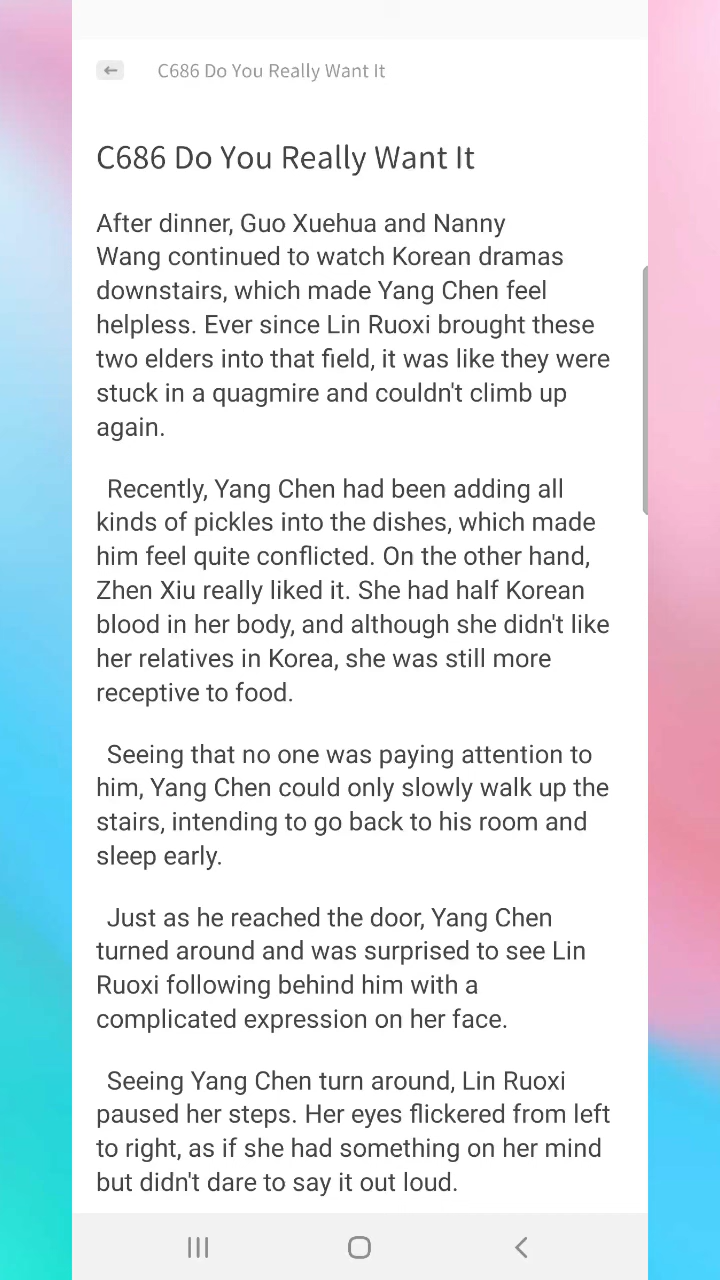 C686 Do You Really Want It
C686 Do You Really Want It
After dinner, Guo Xuehua and Nanny
Wang continued to watch Korean dramas
downstairs, which made Yang Chen feel
helpless. Ever since Lin Ruoxi brought these
two elders into that field, it was like they were
stuck in a quagmire and couldn't climb up
again.
Recently, Yang Chen had been adding all
kinds of pickles into the dishes, which made
him feel quite conflicted. On the other hand,
Zhen Xiu really liked it. She had half Korean
blood in her body, and although she didn't like
her relatives in Korea, she was still more
receptive to food.
Seeing that no one was paying attention to
him, Yang Chen could only slowly walk up the
stairs, intending to go back to his room and
sleep early.
Just as he reached the door, Yang Chen
turned around and was surprised to see Lin
Ruoxi following behind him with a
complicated expression on her face.
Seeing Yang Chen turn around, Lin Ruoxi
paused her steps. Her eyes flickered from left
to right, as if she had something on her mind
but didn't dare to say it out loud.